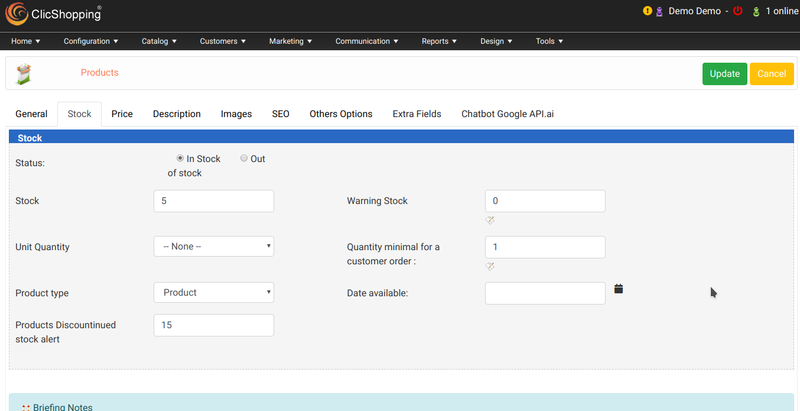 ClicShopping®
! Demo Demo - 1 online
Home Configuration Catalog Customers Marketing Communication Reports Design Tools
Products
Update Cancel
General Stock Price Description Images SEO Others Options Extra Fields Chatbot Google API.ai
Stock
Status: In Stock Out
of stock
Stock 5 Warning Stock 0
Unit Quantity -- None -- Quantity minimal for a 1
customer order :
Product type Product Date available:
Products Discountinued 15
stock alert
Briefing Notes